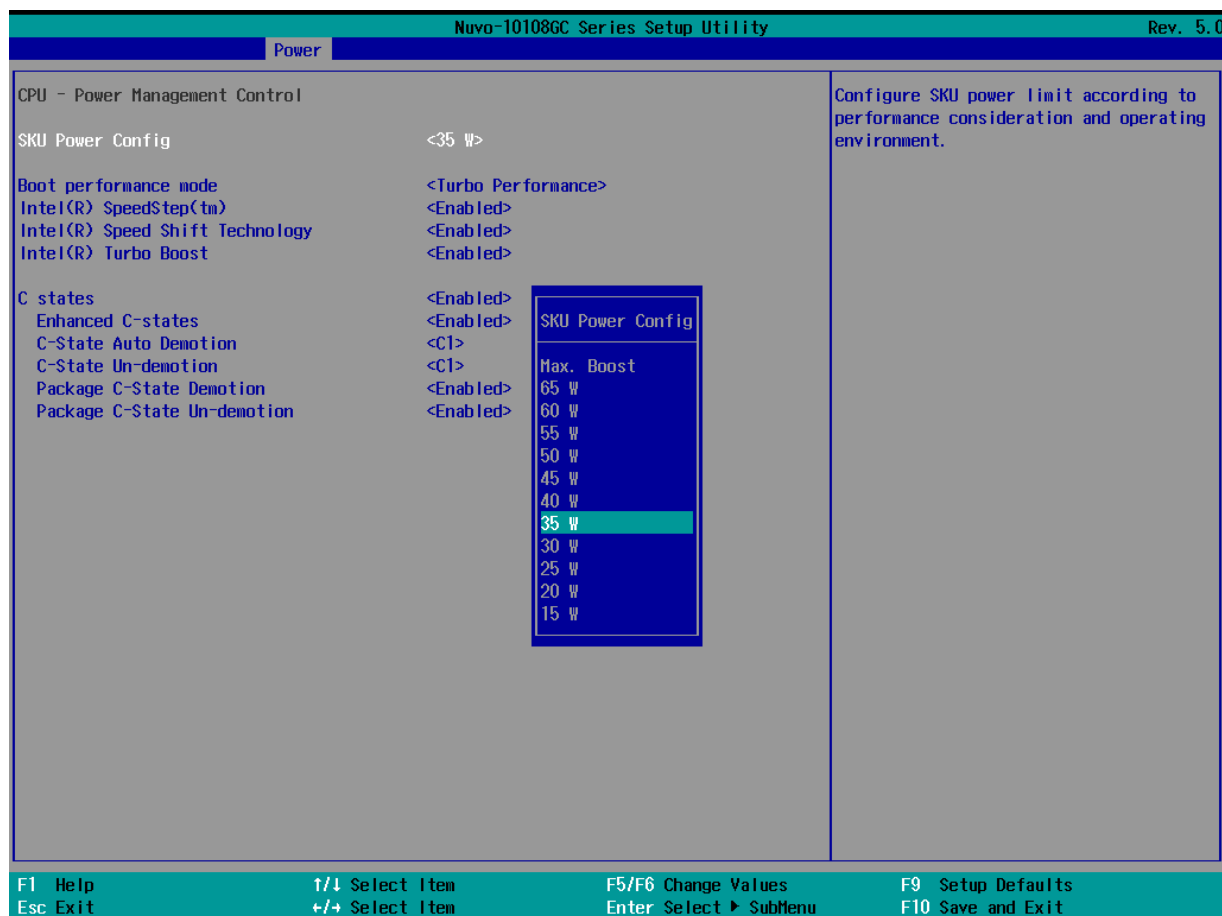 Nuvo-10108GC Series Setup Utility Rev. 5.0
Power
CPU - Power Management Control
SKU Power Config <35 W>
Boot performance mode <Turbo Performance>
Intel(R) SpeedStep(tm) <Enabled>
Intel(R) Speed Shift Technology <Enabled>
Intel(R) Turbo Boost <Enabled>
C states <Enabled>
Enhanced C-states <Enabled>
C-State Auto Demotion <C1>
C-State Un-demotion <C1>
Package C-State Demotion <Enabled>
Package C-State Un-demotion <Enabled>
SKU Power Config
Max. Boost
65 W
60 W
55 W
50 W
45 W
40 W
35 W
30 W
25 W
20 W
15 W
Configure SKU power limit according to
performance consideration and operating
environment.
F1 Help ↑/↓ Select Item F5/F6 Change Values F9 Setup Defaults
Esc Exit ←/→ Select Item Enter Select ▶ SubMenu F10 Save and Exit